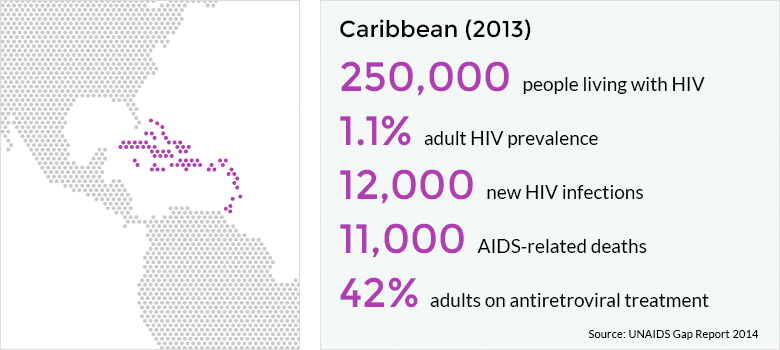 Caribbean (2013)
250,000 people living with HIV
1.1% adult HIV prevalence
12,000 new HIV infections
11,000 AIDS-related deaths
42% adults on antiretroviral treatment
Source: UNAIDS Gap Report 2014